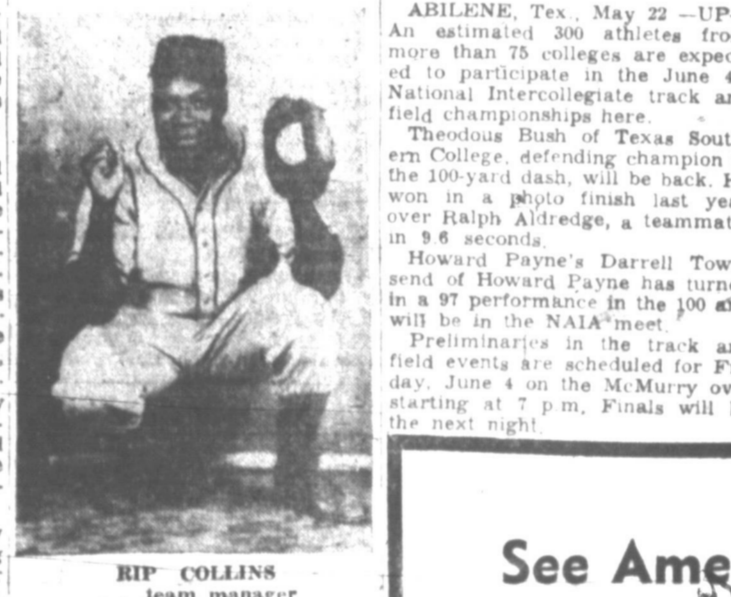 RIP COLLINS
team manager
ABILENE, Tex., May 22 —UP-
An estimated 300 athletes fro
more than 75 colleges are expec
ed to participate in the June 4
National Intercollegiate track an
field championships here.
Theodous Bush of Texas Sout
ern College, defending champion
the 100-yard dash, will be back. H
won in a photo finish last yea
over Ralph Aldredge, a teammat
in 9.6 seconds.
Howard Payne's Darrell Tow
send of Howard Payne has turne
in a 97 performance in the 100 a
will be in the NAIA meet.
Preliminaries in the track an
field events are scheduled for F
day, June 4 on the McMurry ov
starting at 7 p.m. Finals will
the next night.
See Ame